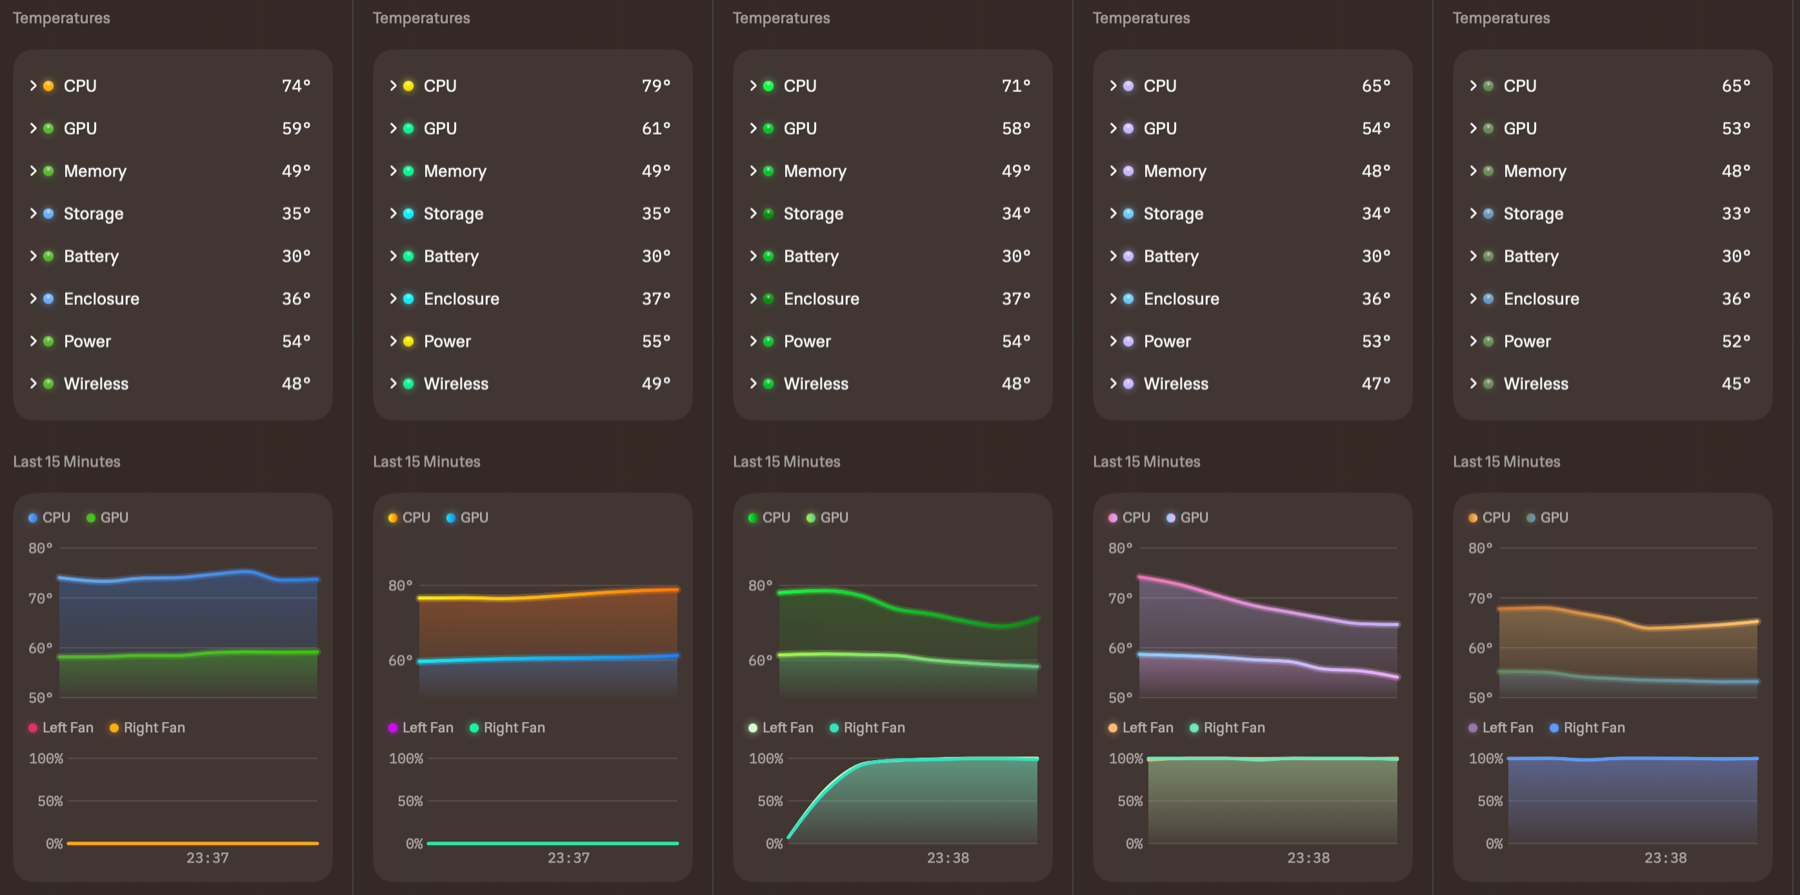 Temperatures
CPU 74°
GPU 59°
Memory 49°
Storage 35°
Battery 30°
Enclosure 36°
Power 54°
Wireless 48°
Last 15 Minutes
CPU GPU
80°
70°
60°
50°
Left Fan Right Fan
100%
50%
0%
23:37
Temperatures
CPU 79°
GPU 61°
Memory 49°
Storage 35°
Battery 30°
Enclosure 37°
Power 55°
Wireless 49°
Last 15 Minutes
CPU GPU
80°
60°
Left Fan Right Fan
100%
50%
0%
23:37
Temperatures
CPU 71°
GPU 58°
Memory 49°
Storage 34°
Battery 30°
Enclosure 37°
Power 54°
Wireless 48°
Last 15 Minutes
CPU GPU
80°
60°
Left Fan Right Fan
100%
50%
0%
23:38
Temperatures
CPU 65°
GPU 54°
Memory 48°
Storage 34°
Battery 30°
Enclosure 36°
Power 53°
Wireless 47°
Last 15 Minutes
CPU GPU
80°
70°
60°
50°
Left Fan Right Fan
100%
50%
0%
23:38
Temperatures
CPU 65°
GPU 53°
Memory 48°
Storage 33°
Battery 30°
Enclosure 36°
Power 52°
Wireless 45°
Last 15 Minutes
CPU GPU
80°
70°
60°
50°
Left Fan Right Fan
100%
50%
0%
23:38